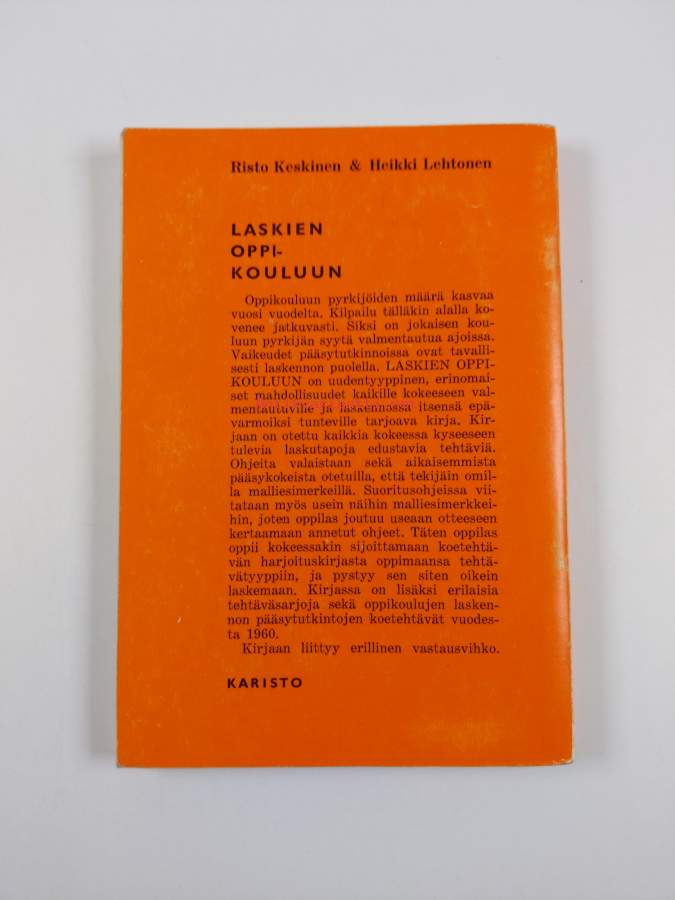 Risto Keskinen & Heikki Lehtonen
LASKIEN
OPPI-
KOULUUN
Oppikouluun pyrkijöiden määrä kasvaa
vuosi vuodelta. Kilpailu tälläkin alalla ko-
venee jatkuvasti. Siksi on jokaisen kou-
luun pyrkijän syytä valmentautua ajoissa.
Vaikeudet pääsytutkinnoissa ovat tavalli-
sesti laskennon puolella. LASKIEN OPPI-
KOULUUN on uudentyyppinen, erinomai-
set mahdollisuudet kaikille kokeeseen val-
mentautuville ja laskennossa itsensä epä-
varmoiksi tunteville tarjoava kirja. Kir-
jaan on otettu kaikkia kokeessa kyseeseen
tulevia laskutapoja edustavia tehtäviä.
Ohjeita valaistaan sekä aikaisemmista
pääsykokeista otetuilla, että tekijäin omil-
la malliesimerkeillä. Suoritusohjeissa vii-
tataan myös usein näihin malliesimerkkei-
hin, joten oppilas joutuu useaan otteeseen
kertaamaan annetut ohjeet. Täten oppilas
oppii kokeessakin sijoittamaan koetehtä-
vän harjoituskirjasta oppimaansa tehtä-
vätyyppiin, ja pystyy sen siten oikein
laskemaan. Kirjassa on lisäksi erilaisia
tehtäväsarjoja sekä oppikoulujen lasken-
non pääsytutkintojen koetehtävät vuodes-
ta 1960.
Kirjaan liittyy erillinen vastausvihko.
KARISTO